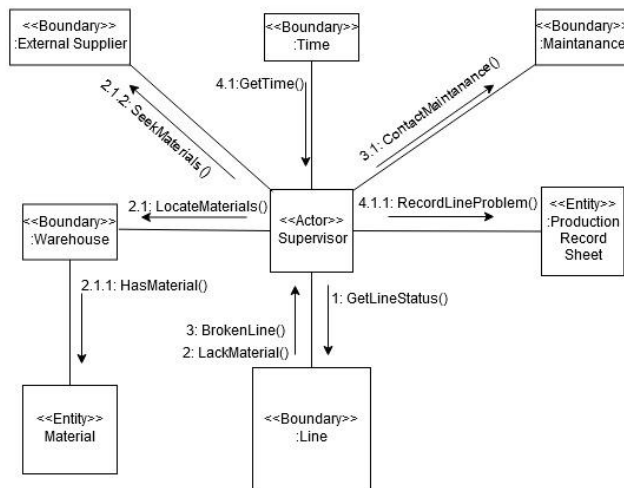 <<Boundary>>
:External Supplier
<<Boundary>>
:Time
<<Boundary>>
:Maintanance
4.1:GetTime()
2.1.2: SeekMaterials()
3.1: ContactMaintanance()
<<Boundary>>
:Warehouse
2.1: LocateMaterials()
<<Actor>>
Supervisor
4.1.1: RecordLineProblem()
<<Entity>>
:Production
Record
Sheet
2.1.1: HasMaterial()
3: BrokenLine()
2: LackMaterial()
1: GetLineStatus()
<<Entity>>
Material
<<Boundary>>
:Line